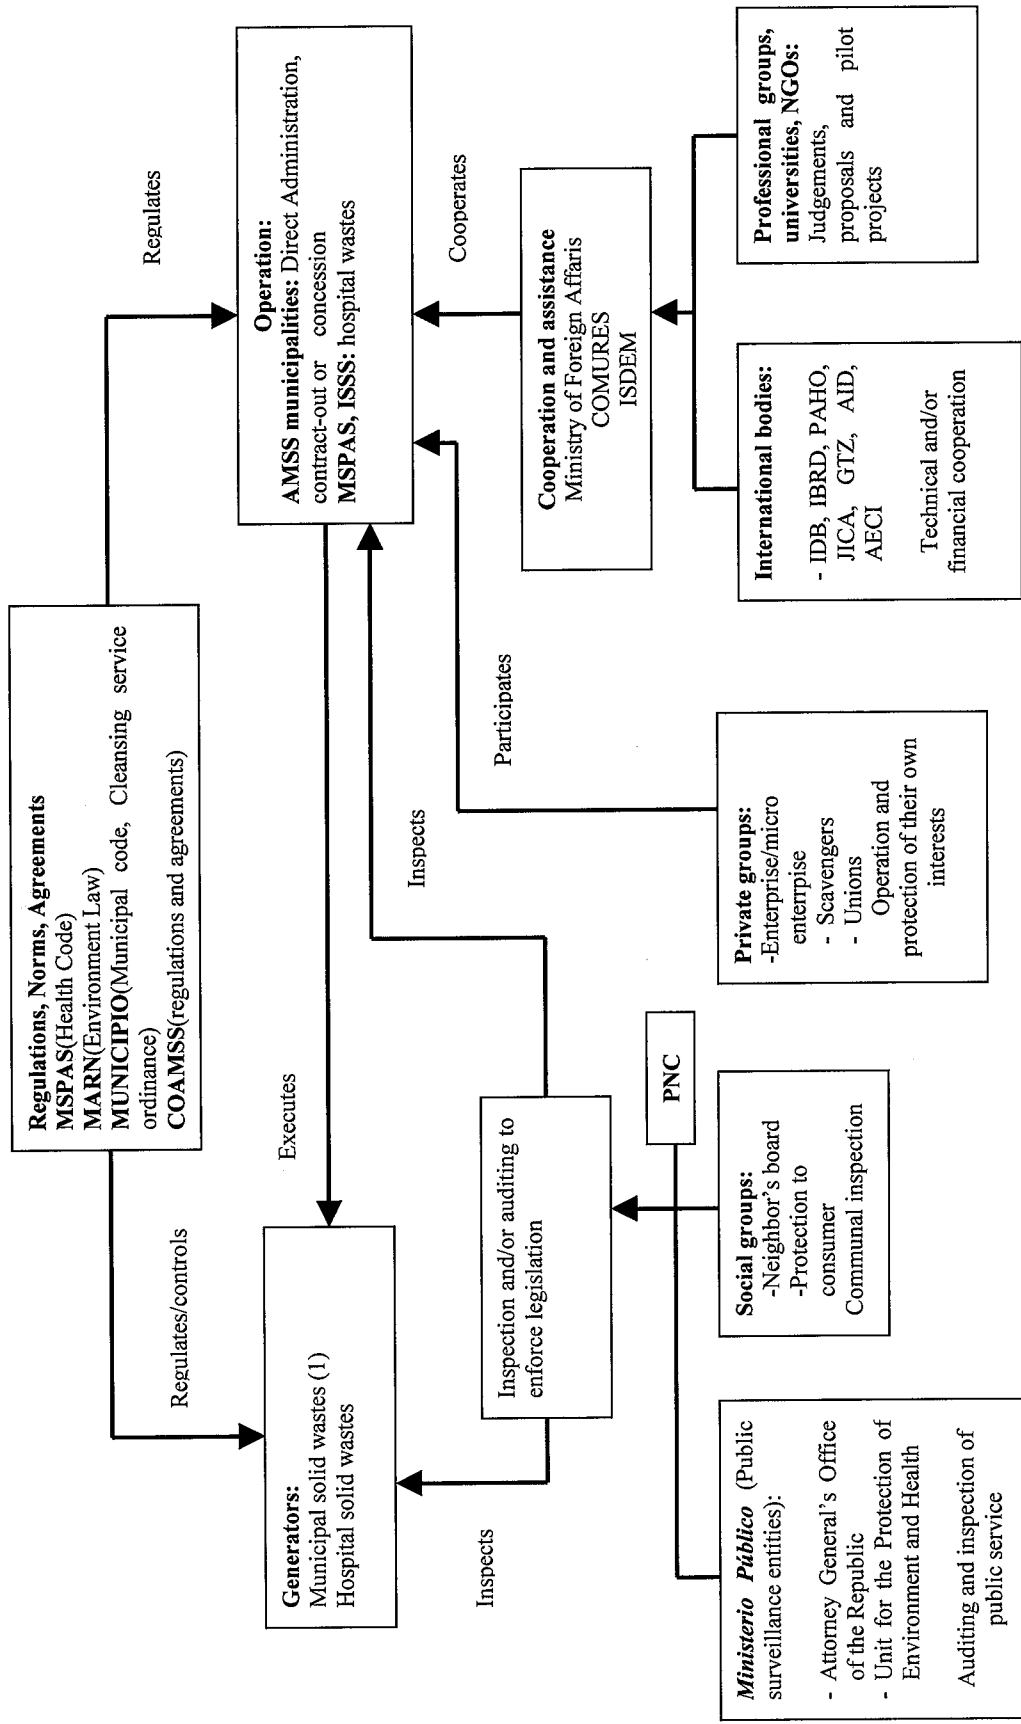 Regulations, Norms, Agreements
MSPAS(Health Code)
MARN(Environment Law)
MUNICIPIO(Municipal code, Cleansing service
ordinance)
COAMSS(regulations and agreements)
Regulates/controls
Regulates
Generators:
Municipal solid wastes (1)
Hospital solid wastes
Executes
Operation:
AMSS municipalities: Direct Administration,
contract-out or concession
MSPAS, ISSS: hospital wastes
Inspects
Inspection and/or auditing to
enforce legislation
Inspects
Participates
Cooperates
Cooperation and assistance
Ministry of Foreign Affaris
COMURES
ISDEM
PNC
Ministerio Público (Public
surveillance entities):
- Attorney General's Office
of the Republic
- Unit for the Protection of
Environment and Health
Auditing and inspection of
public service
Social groups:
-Neighbor's board
-Protection to
consumer
Communal inspection
Private groups:
-Enterprise/micro
enterrpise
- Scavengers
- Unions
Operation and
protection of their own
interests
International bodies:
- IDB, IBRD, PAHO,
JICA, GTZ, AID,
AECI
Technical and/or
financial cooperation
Professional groups,
universities, NGOs:
Judgements,
proposals and pilot
projects